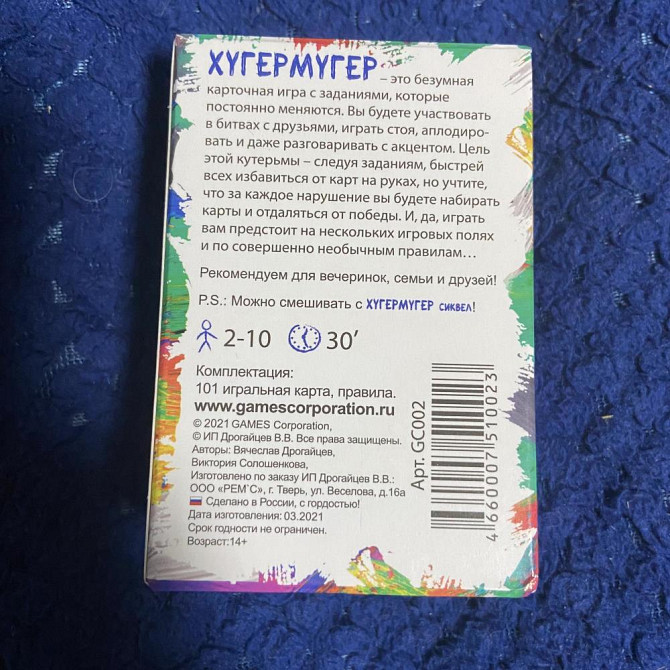 ХУГЕРМУГЕР – это безумная
карточная игра с заданиями, которые
постоянно меняются. Вы будете участвовать
в битвах с друзьями, играть стоя, аплодиро-
вать и даже разговаривать с акцентом. Цель
этой кутерьмы – следуя заданиям, быстрей
всех избавиться от карт на руках, но учтите,
что за каждое нарушение вы будете набирать
карты и отдаляться от победы. И, да, играть
вам предстоит на нескольких игровых полях
и по совершенно необычным правилам...
Рекомендуем для вечеринок, семьи и друзей!
P.S.: Можно смешивать с ХУГЕРМУГЕР СИКВЕЛ!
2-10 30′
Комплектация:
101 игральная карта, правила.
www.gamescorporation.ru
© 2021 GAMES Corporation,
© ИП Дрогайцев В.В. Все права защищены.
Авторы: Вячеслав Дрогайцев,
Виктория Солошенкова,
Изготовлено по заказу ИП Дрогайцев В.В.:
ООО «РЕМ`С», г. Тверь, ул. Веселова, д.16а
Сделано в России, с гордостью!
Дата изготовления: 03.2021
Срок годности не ограничен.
Возраст:14+
Арт. GC002
4 660007 510023